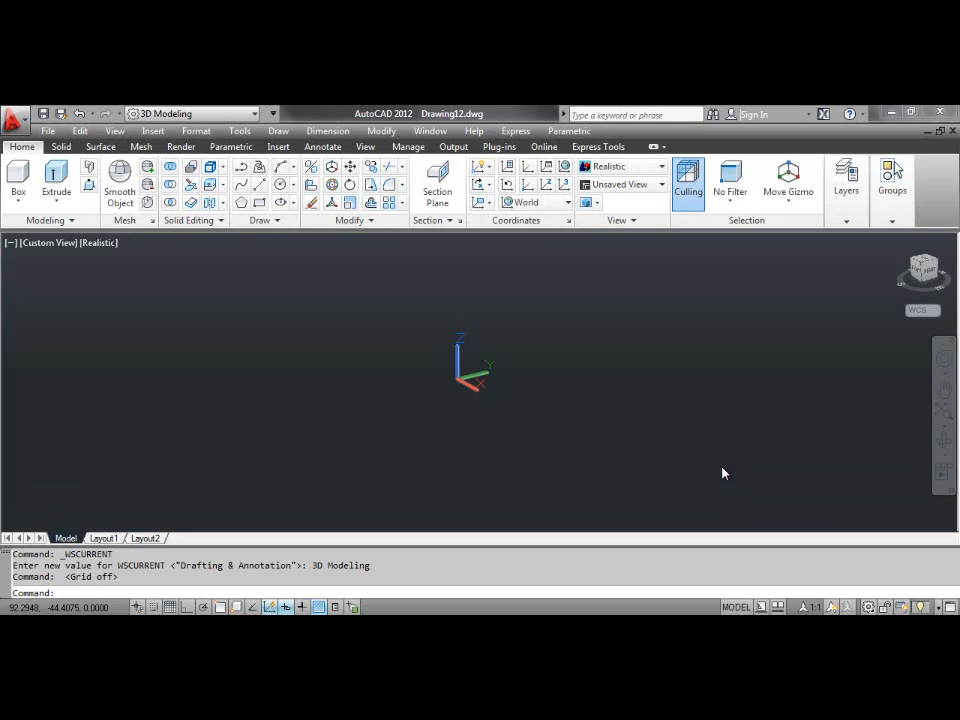 3D Modeling AutoCAD 2012 Drawing12.dwg Type a keyword or phrase Sign In
File Edit View Insert Format Tools Draw Dimension Modify Window Help Express Parametric
Home Solid Surface Mesh Render Parametric Insert Annotate View Manage Output Plug-ins Online Express Tools
Box Extrude Smooth Object Section Plane Realistic Unsaved View World Culling No Filter Move Gizmo Layers Groups
Modeling Mesh Solid Editing Draw Modify Section Coordinates View Selection
[−] [Custom View] [Realistic]
WCS
Z
Y
X
Model Layout1 Layout2
Command: _WSCURRENT
Enter new value for WSCURRENT <"Drafting & Annotation">: 3D Modeling
Command: <Grid off>
Command:
92.2948, -44.4075, 0.0000 MODEL 1:1